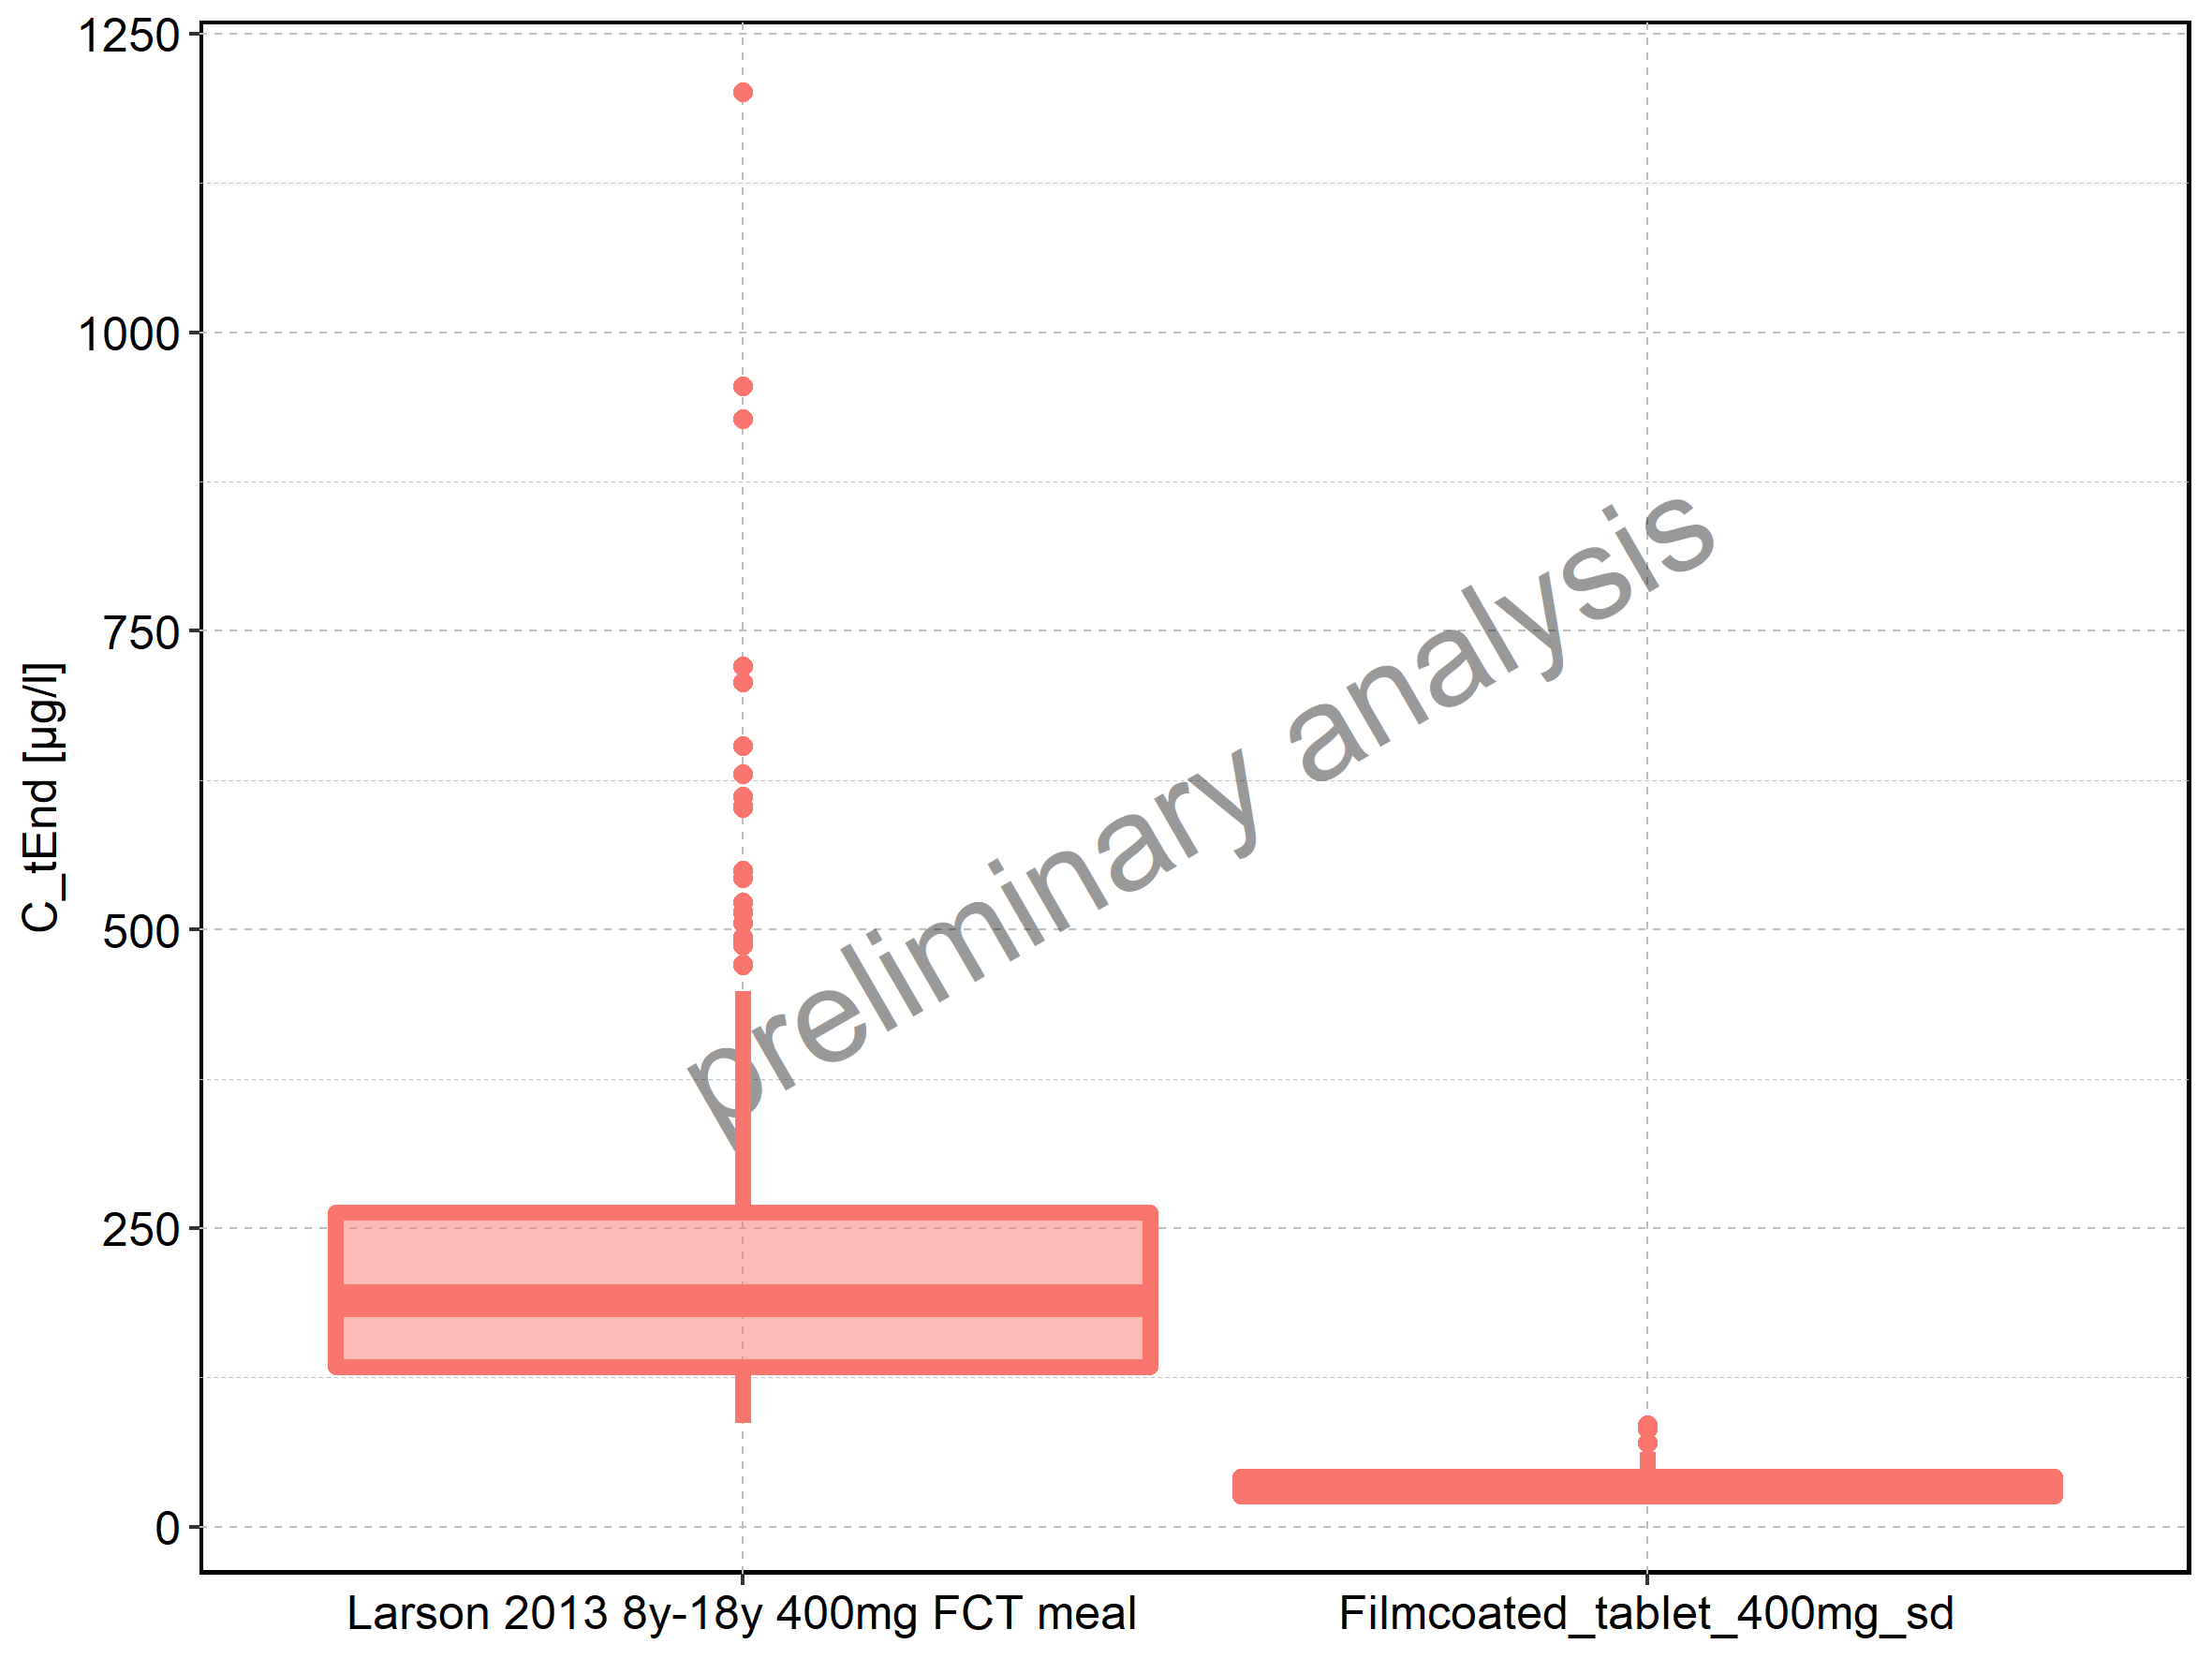 1250
1000
750
500
250
0
C_tEnd [µg/l]
preliminary analysis
Larson 2013 8y-18y 400mg FCT meal
Filmcoated_tablet_400mg_sd